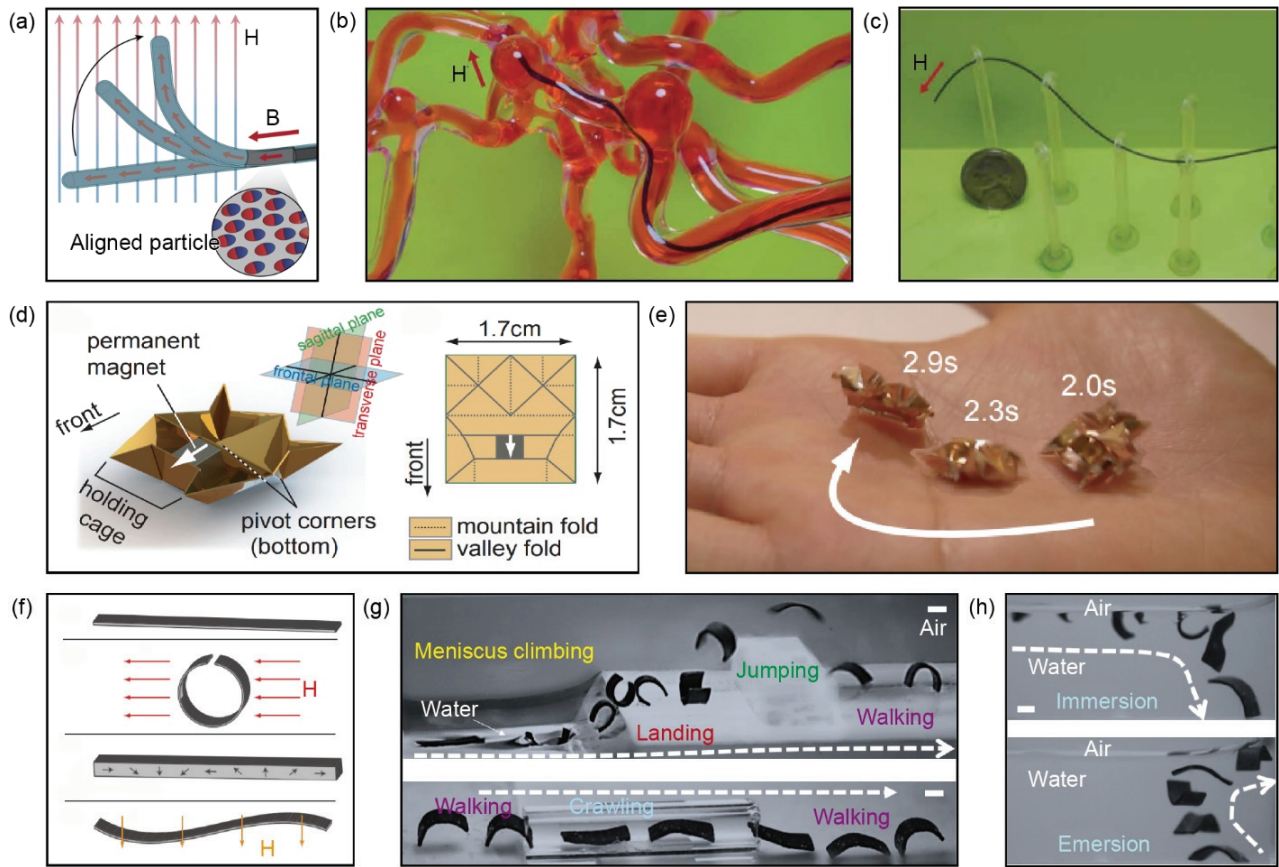 (a)
H
B
Aligned particle
(b)
H
(c)
H
(d)
permanent
magnet
front
holding
cage
pivot corners
(bottom)
sagittal plane
frontal plane
transverse plane
1.7cm
1.7cm
front
mountain fold
valley fold
(e)
2.9s
2.3s
2.0s
(f)
H
H
(g)
Meniscus climbing
Water
Landing
Jumping
Air
Walking
Walking
Crawling
Walking
(h)
Air
Water
Immersion
Air
Water
Emersion